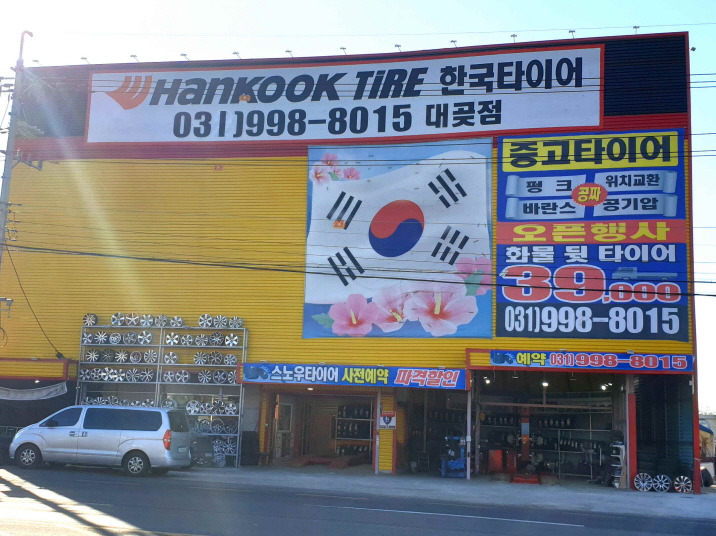 HanKOOK TiRE 한국타이어
031)998-8015 대곶점
중고타이어
펑크 공짜 위치교환
바란스 공기압
오픈행사
화물 뒷 타이어
39,000
031)998-8015
스노우타이어 사전예약 파격할인
예약 031) 998-8015